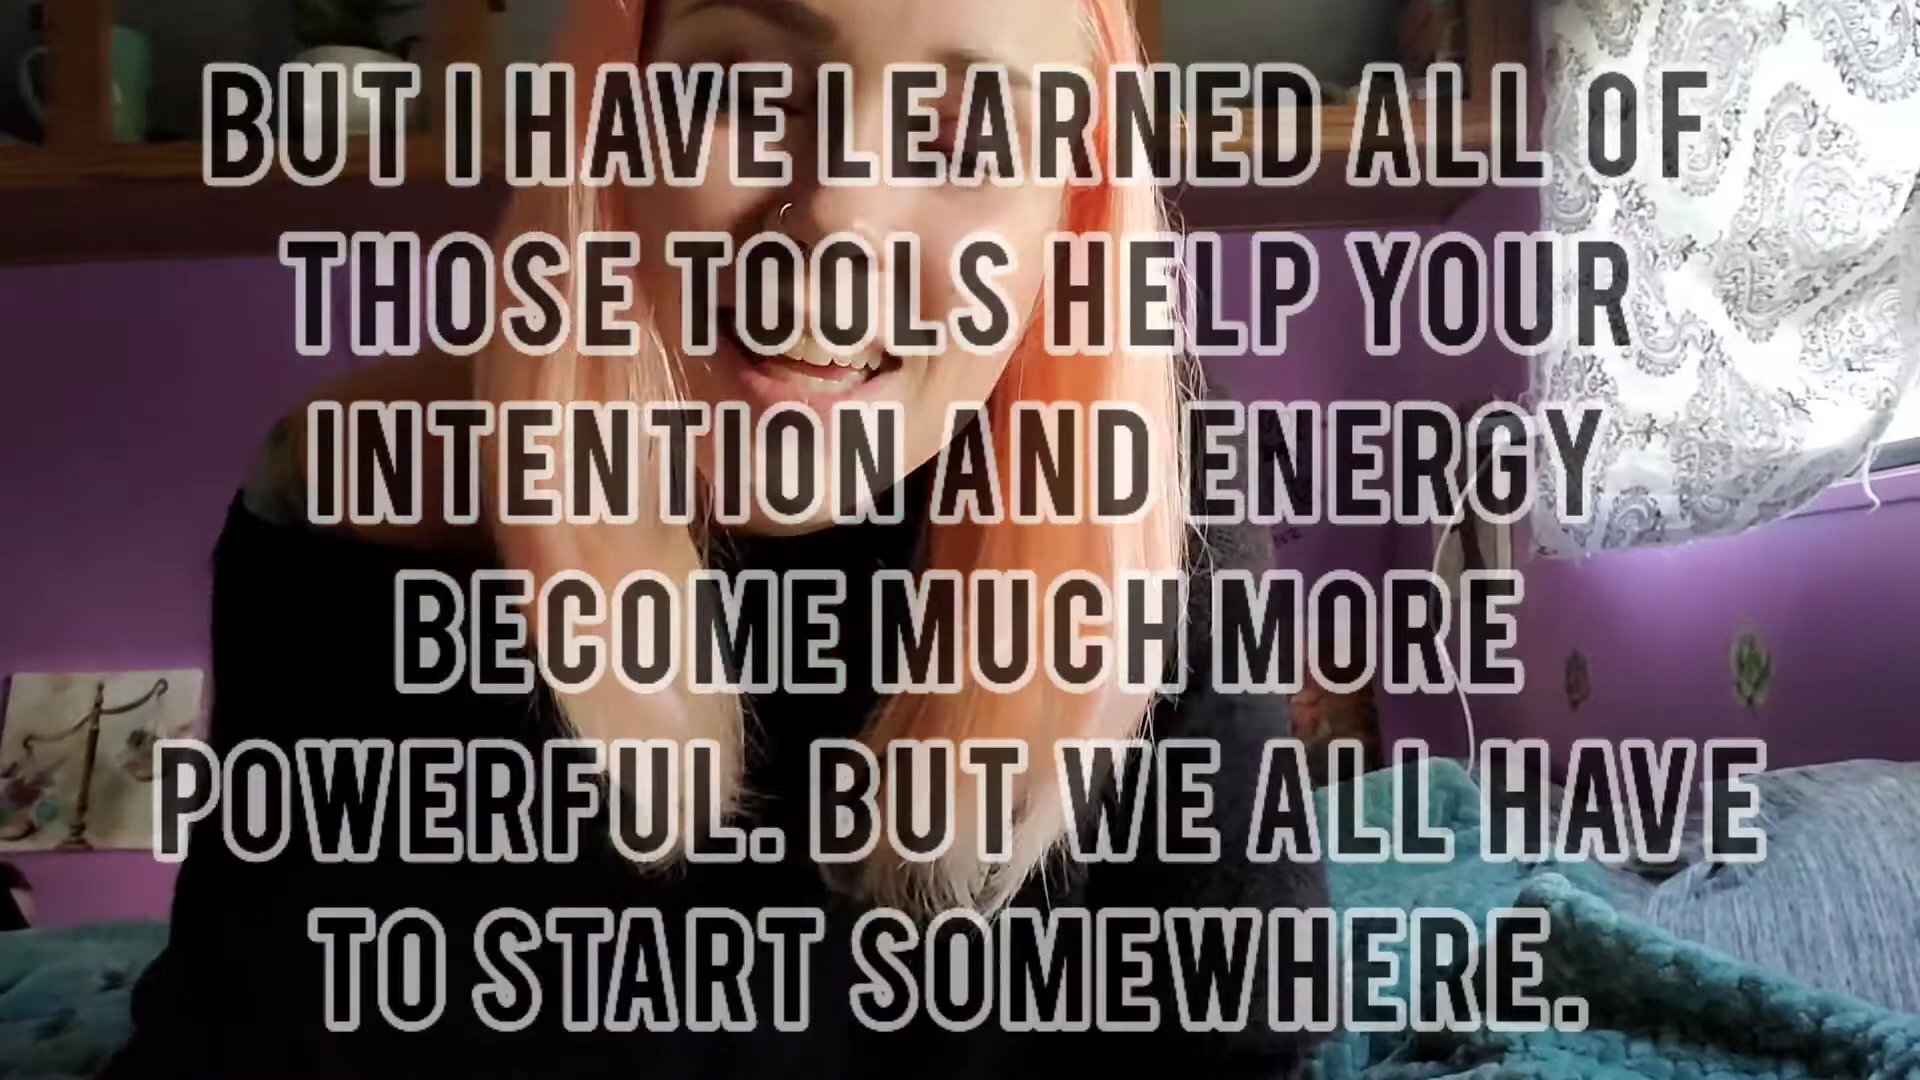 BUT I HAVE LEARNED ALL OF
THOSE TOOLS HELP YOUR
INTENTION AND ENERGY
BECOME MUCH MORE
POWERFUL. BUT WE ALL HAVE
TO START SOMEWHERE.